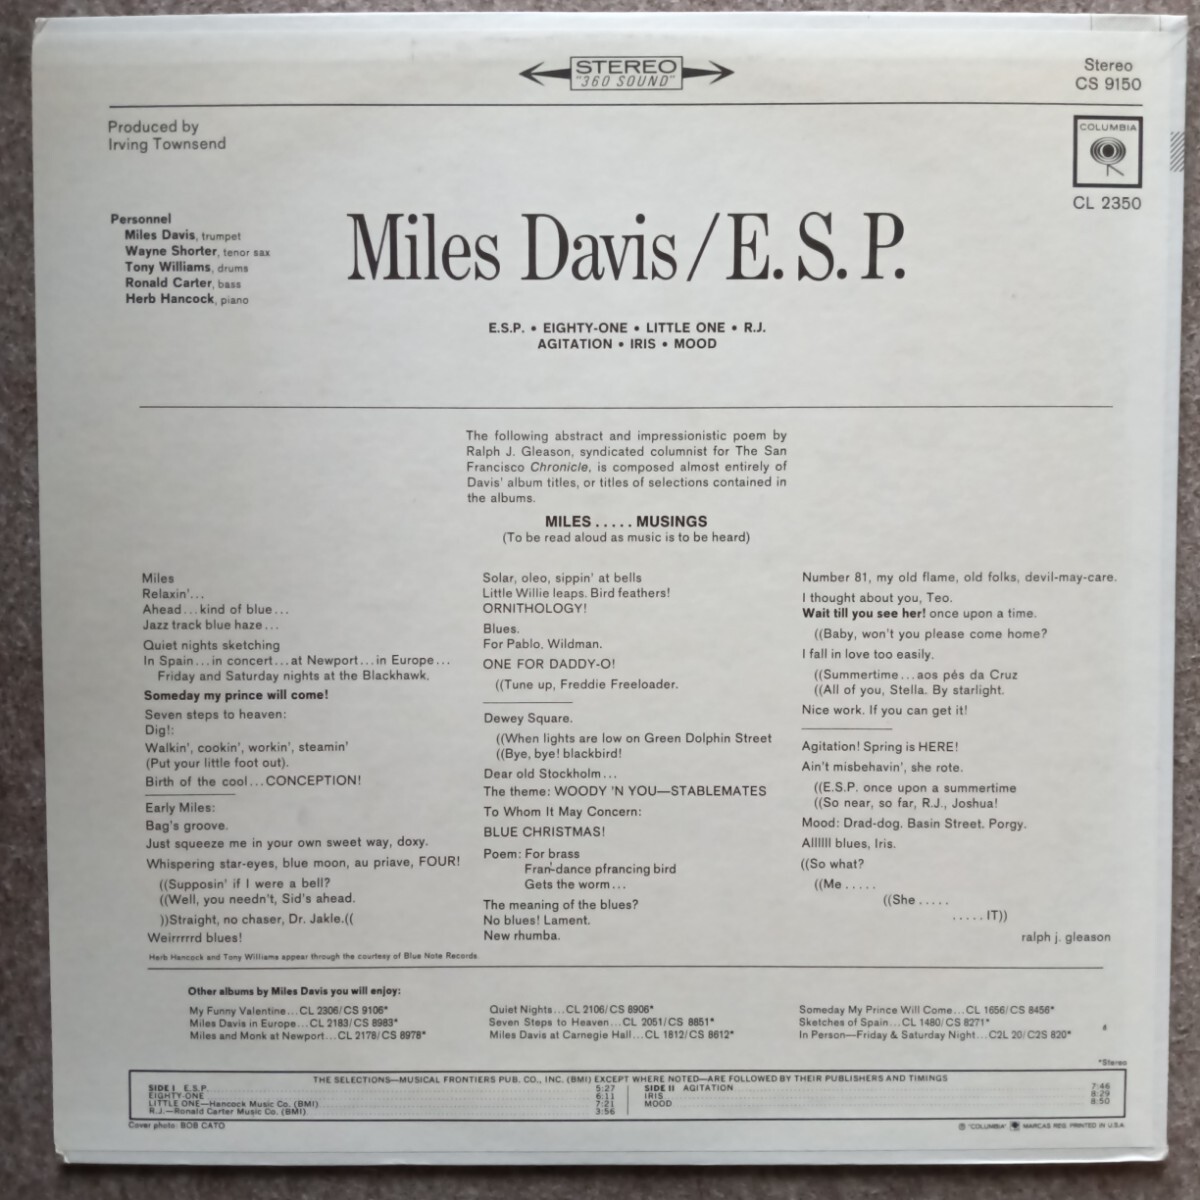 STEREO
"360 SOUND"
Stereo
CS 9150
COLUMBIA
CL 2350
Produced by
Irving Townsend
Personnel
Miles Davis, trumpet
Wayne Shorter, tenor sax
Tony Williams, drums
Ronald Carter, bass
Herb Hancock, piano
Miles Davis/E.S.P.
E.S.P. • EIGHTY-ONE • LITTLE ONE • R.J.
AGITATION • IRIS • MOOD
The following abstract and impressionistic poem by
Ralph J. Gleason, syndicated columnist for The San
Francisco Chronicle, is composed almost entirely of
Davis' album titles, or titles of selections contained in
the albums.
MILES ..... MUSINGS
(To be read aloud as music is to be heard)
Miles
Relaxin'...
Ahead...kind of blue...
Jazz track blue haze...
Quiet nights sketching
In Spain...in concert...at Newport...in Europe...
Friday and Saturday nights at the Blackhawk.
Someday my prince will come!
Seven steps to heaven:
Dig!:
Walkin', cookin', workin', steamin'
(Put your little foot out).
Birth of the cool...CONCEPTION!
Early Miles:
Bag's groove.
Just squeeze me in your own sweet way, doxy.
Whispering star-eyes, blue moon, au priave, FOUR!
((Supposin' if I were a bell?
((Well, you needn't, Sid's ahead.
))Straight, no chaser, Dr. Jakle.((
Weirrrrrd blues!
Solar, oleo, sippin' at bells
Little Willie leaps. Bird feathers!
ORNITHOLOGY!
Blues.
For Pablo. Wildman.
ONE FOR DADDY-O!
((Tune up, Freddie Freeloader.
Dewey Square.
((When lights are low on Green Dolphin Street
((Bye, bye! blackbird!
Dear old Stockholm...
The theme: WOODY 'N YOU—STABLEMATES
To Whom It May Concern:
BLUE CHRISTMAS!
Poem: For brass
Fran-dance pfrancing bird
Gets the worm...
The meaning of the blues?
No blues! Lament.
New rhumba.
Number 81, my old flame, old folks, devil-may-care.
I thought about you, Teo.
Wait till you see her! once upon a time.
((Baby, won't you please come home?
I fall in love too easily.
((Summertime...aos pés da Cruz
((All of you, Stella. By starlight.
Nice work. If you can get it!
Agitation! Spring is HERE!
Ain't misbehavin', she rote.
((E.S.P. once upon a summertime
((So near, so far, R.J., Joshua!
Mood: Drad-dog. Basin Street. Porgy.
Allllll blues, Iris.
((So what?
((Me .....
((She .....
..... IT))
ralph j. gleason
Herb Hancock and Tony Williams appear through the courtesy of Blue Note Records.
Other albums by Miles Davis you will enjoy:
My Funny Valentine...CL 2306/CS 9106*
Miles Davis in Europe...CL 2183/CS 8983*
Miles and Monk at Newport...CL 2178/CS 8978*
Quiet Nights...CL 2106/CS 8906*
Seven Steps to Heaven...CL 2051/CS 8851*
Miles Davis at Carnegie Hall...CL 1812/CS 8612*
Someday My Prince Will Come...CL 1656/CS 8456*
Sketches of Spain...CL 1480/CS 8271*
In Person—Friday & Saturday Night...C2L 20/C2S 820*
6
*Stereo
THE SELECTIONS—MUSICAL FRONTIERS PUB. CO., INC. (BMI) EXCEPT WHERE NOTED—ARE FOLLOWED BY THEIR PUBLISHERS AND TIMINGS
SIDE I E.S.P. 5:27
EIGHTY-ONE 6:11
LITTLE ONE—Hancock Music Co. (BMI) 7:21
R.J.—Ronald Carter Music Co. (BMI) 3:56
SIDE II AGITATION 7:46
IRIS 8:29
MOOD 8:50
Cover photo: BOB CATO
℗ "COLUMBIA" MARCAS REG. PRINTED IN U.S.A.